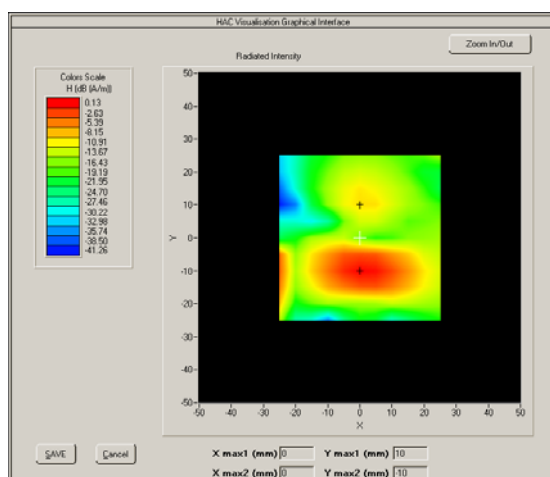 HAC Visualisation Graphical Interface
Zoom In/Out
Radiated Intensity
Colors Scale
H (dB (A/m))
0.13
-2.63
-5.39
-8.15
-10.91
-13.67
-16.43
-19.19
-21.95
-24.70
-27.46
-30.22
-32.98
-35.74
-38.50
-41.26
50
40
30
20
10
0
-10
-20
-30
-40
-50
Y
-50 -40 -30 -20 -10 0 10 20 30 40 50
X
SAVE Cancel
X max1 (mm) 0 Y max1 (mm) 10
X max2 (mm) 0 Y max2 (mm) -10